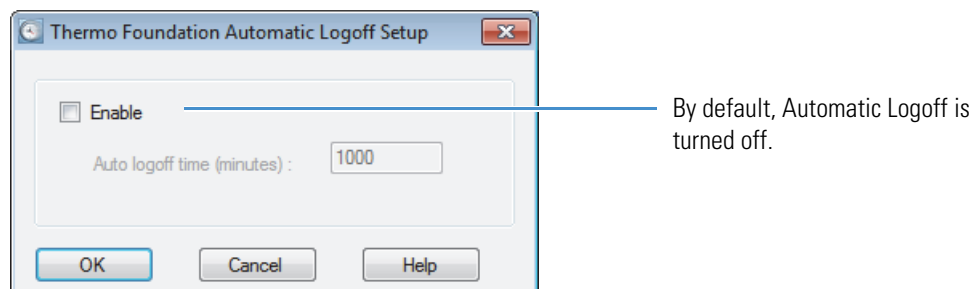 Thermo Foundation Automatic Logoff Setup
Enable
Auto logoff time (minutes) :
1000
OK
Cancel
Help
By default, Automatic Logoff is
turned off.